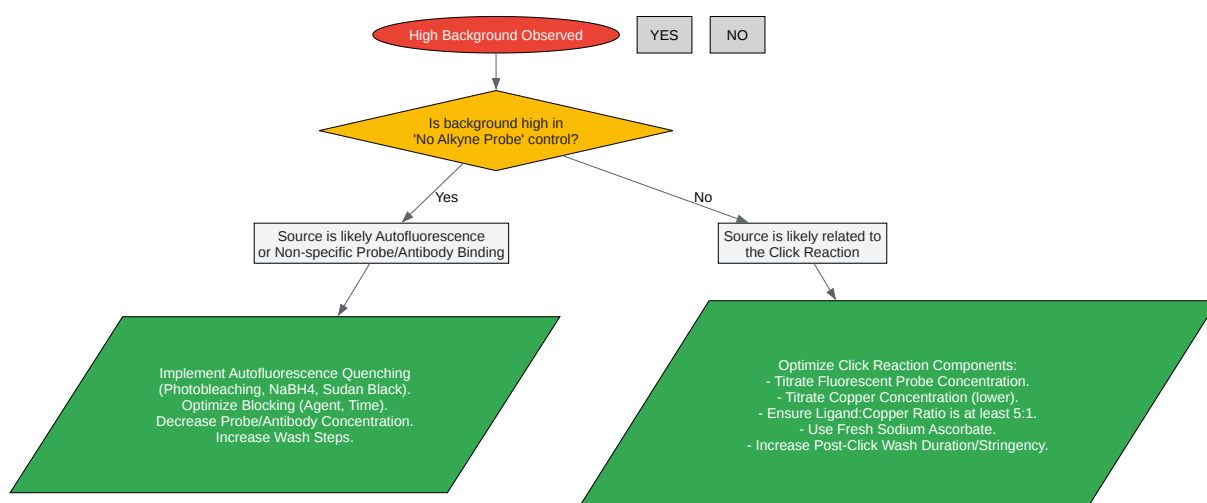 High Background Observed
YES
NO
Is background high in
'No Alkyne Probe' control?
Yes
No
Source is likely Autofluorescence
or Non-specific Probe/Antibody Binding
Source is likely related to
the Click Reaction
Implement Autofluorescence Quenching
(Photobleaching, NaBH4, Sudan Black).
Optimize Blocking (Agent, Time).
Decrease Probe/Antibody Concentration.
Increase Wash Steps.
Optimize Click Reaction Components:
- Titrate Fluorescent Probe Concentration.
- Titrate Copper Concentration (lower).
- Ensure Ligand:Copper Ratio is at least 5:1.
- Use Fresh Sodium Ascorbate.
- Increase Post-Click Wash Duration/Stringency.